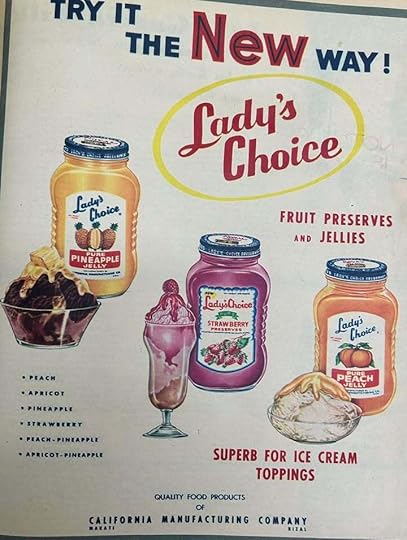 TRY IT
THE New WAY!
Lady's
Choice
FRUIT PRESERVES
AND JELLIES
Lady's
Choice
PURE
PINEAPPLE
JELLY
Lady's Choice
STRAWBERRY
PRESERVES
Lady's
Choice
PURE
PEACH
JELLY
• PEACH
• APRICOT
• PINEAPPLE
• STRAWBERRY
• PEACH-PINEAPPLE
• APRICOT-PINEAPPLE
SUPERB FOR ICE CREAM
TOPPINGS
QUALITY FOOD PRODUCTS
OF
CALIFORNIA MANUFACTURING COMPANY
MAKATI RIZAL